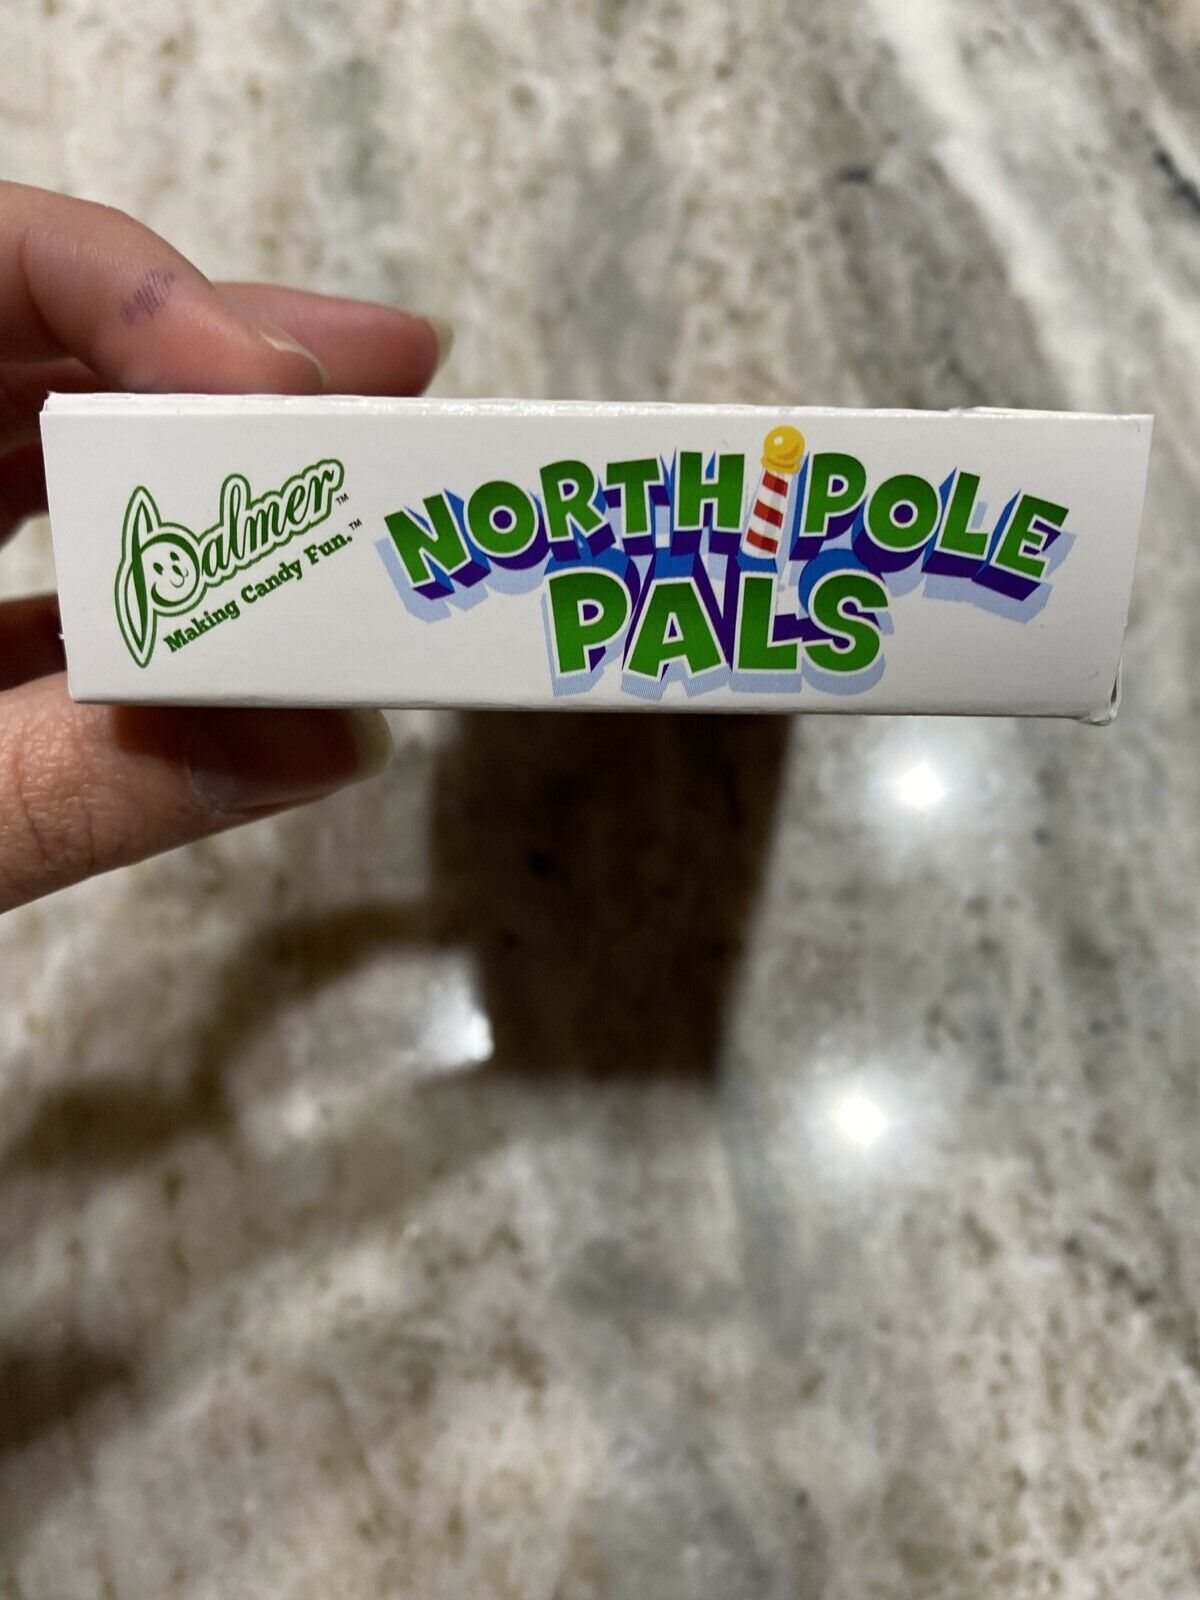 Palmer™
Making Candy Fun.™
NORTH POLE
PALS